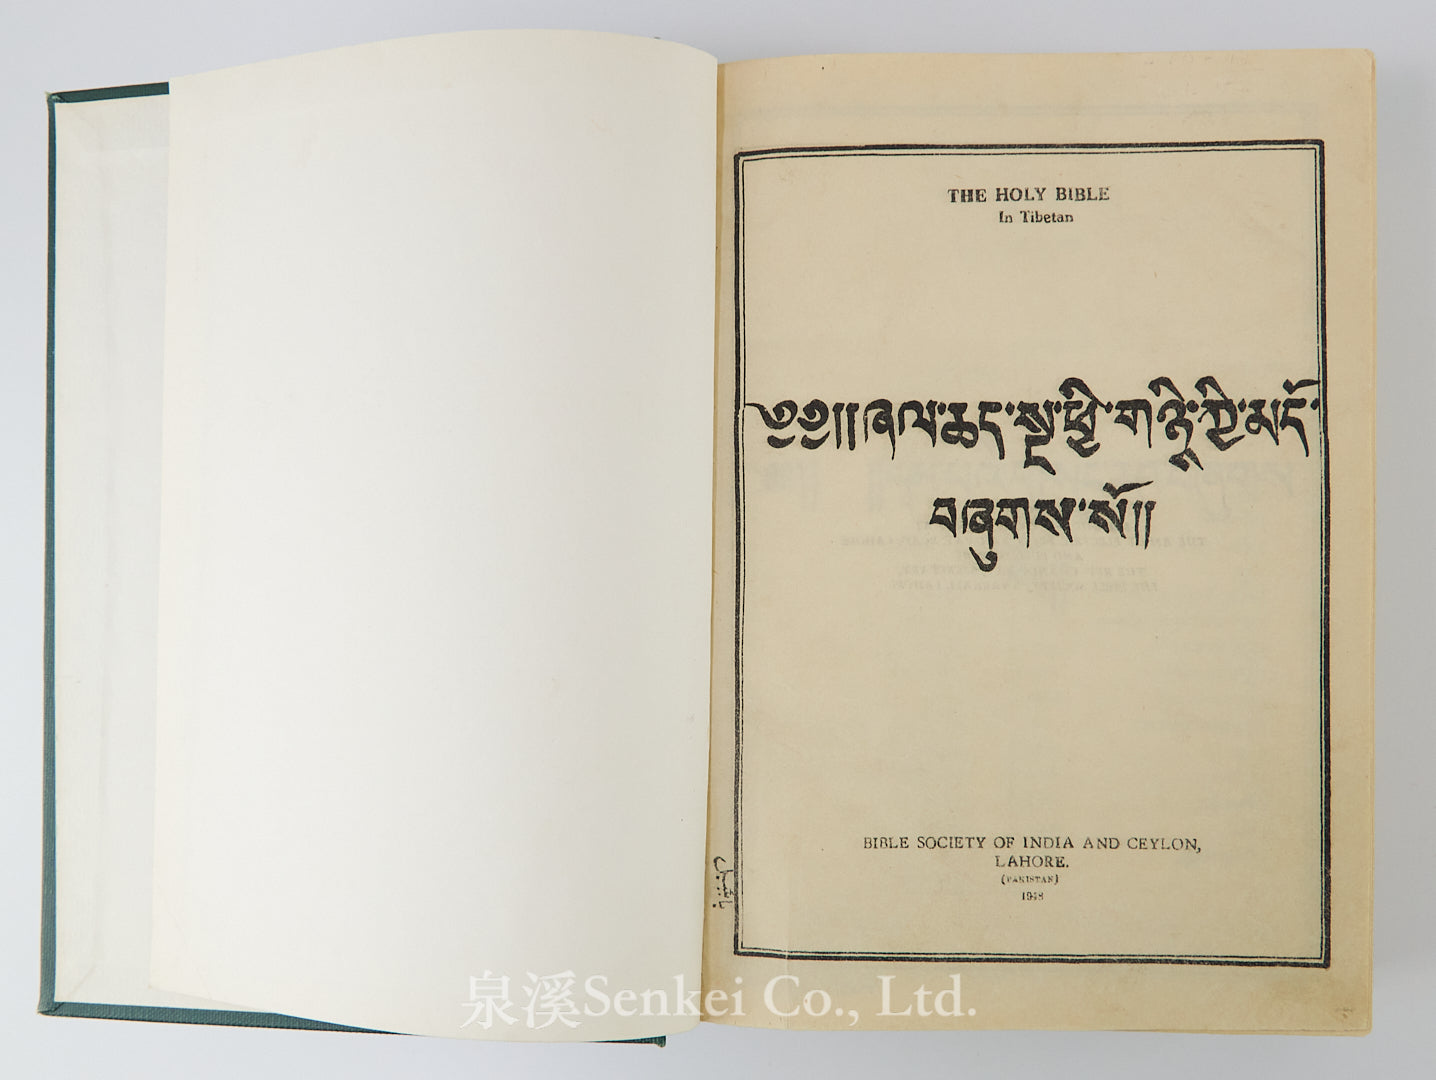 THE HOLY BIBLE
In Tibetan
༄༅།།ཞལ་ཆད་སྔ་ཕྱི་གཉིས་ཀྱི་མདོ་
བཞུགས་སོ།།
BIBLE SOCIETY OF INDIA AND CEYLON,
LAHORE.
(PAKISTAN)
1948
泉溪Senkei Co., Ltd.